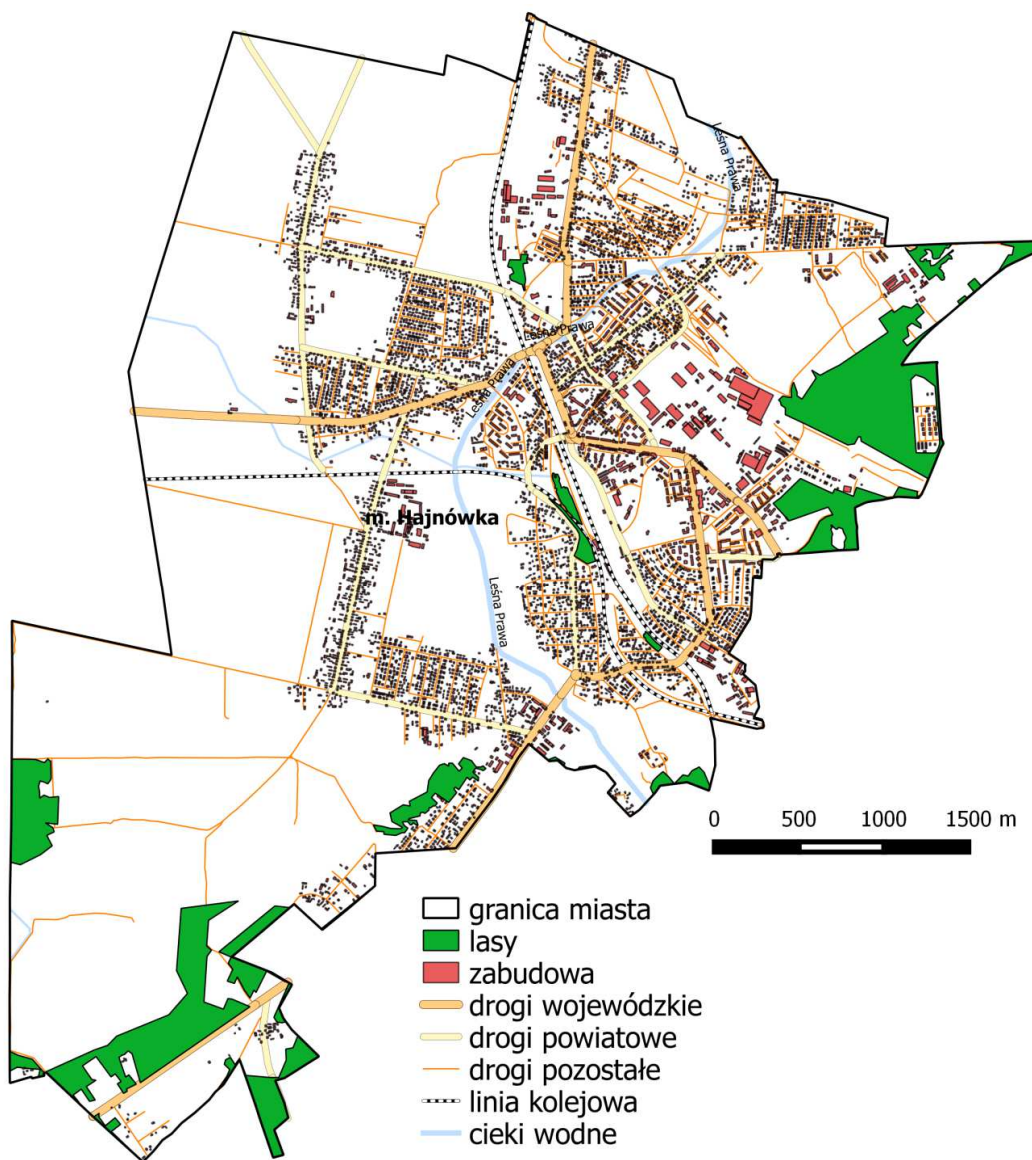 Leśna Prawa
Leśna Prawa
Leśna Prawa
m. Hajnówka
Leśna Prawa
0 500 1000 1500 m
granica miasta
lasy
zabudowa
drogi wojewódzkie
drogi powiatowe
drogi pozostałe
linia kolejowa
cieki wodne